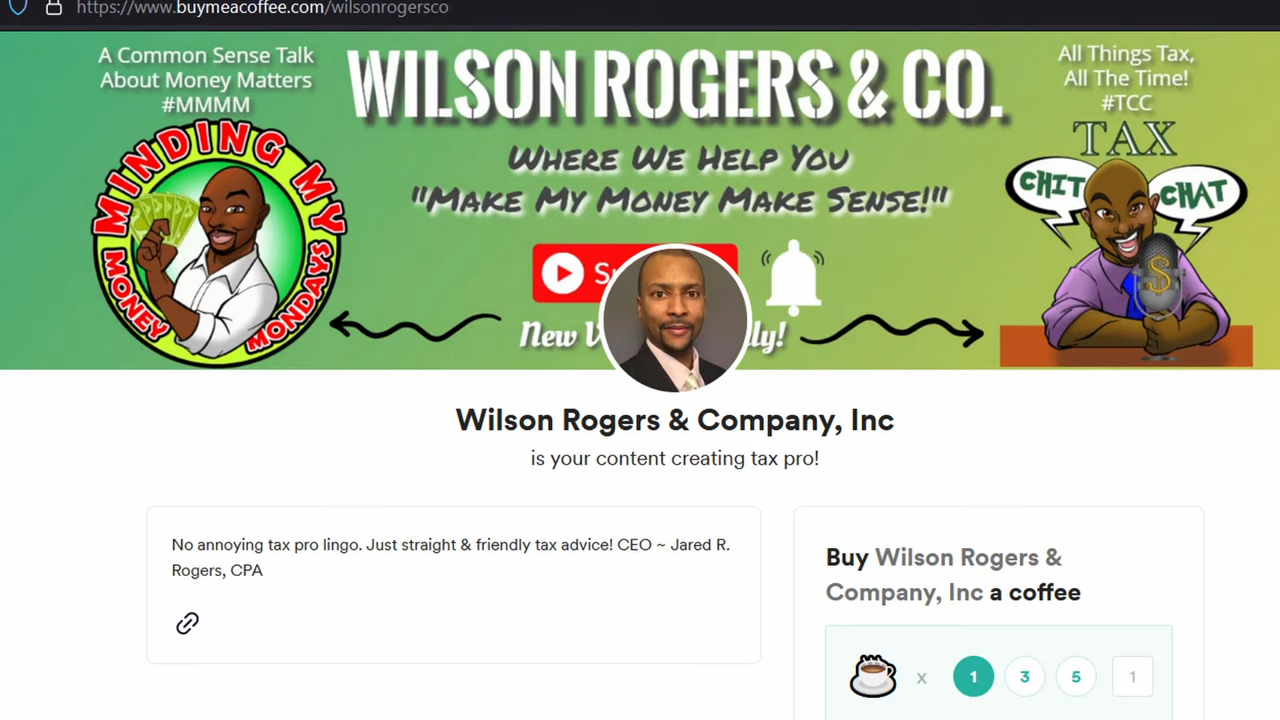 https://www.buymeacoffee.com/wilsonrogersco
A Common Sense Talk
About Money Matters
#MMMM
MINDING MY
MONEY MONDAYS
WILSON ROGERS & CO.
WHERE WE HELP YOU
"MAKE MY MONEY MAKE SENSE!"
New
All Things Tax,
All The Time!
#TCC
TAX
CHIT
CHAT
$
Wilson Rogers & Company, Inc
is your content creating tax pro!
No annoying tax pro lingo. Just straight & friendly tax advice! CEO ~ Jared R.
Rogers, CPA
Buy Wilson Rogers &
Company, Inc a coffee
x 1 3 5 1